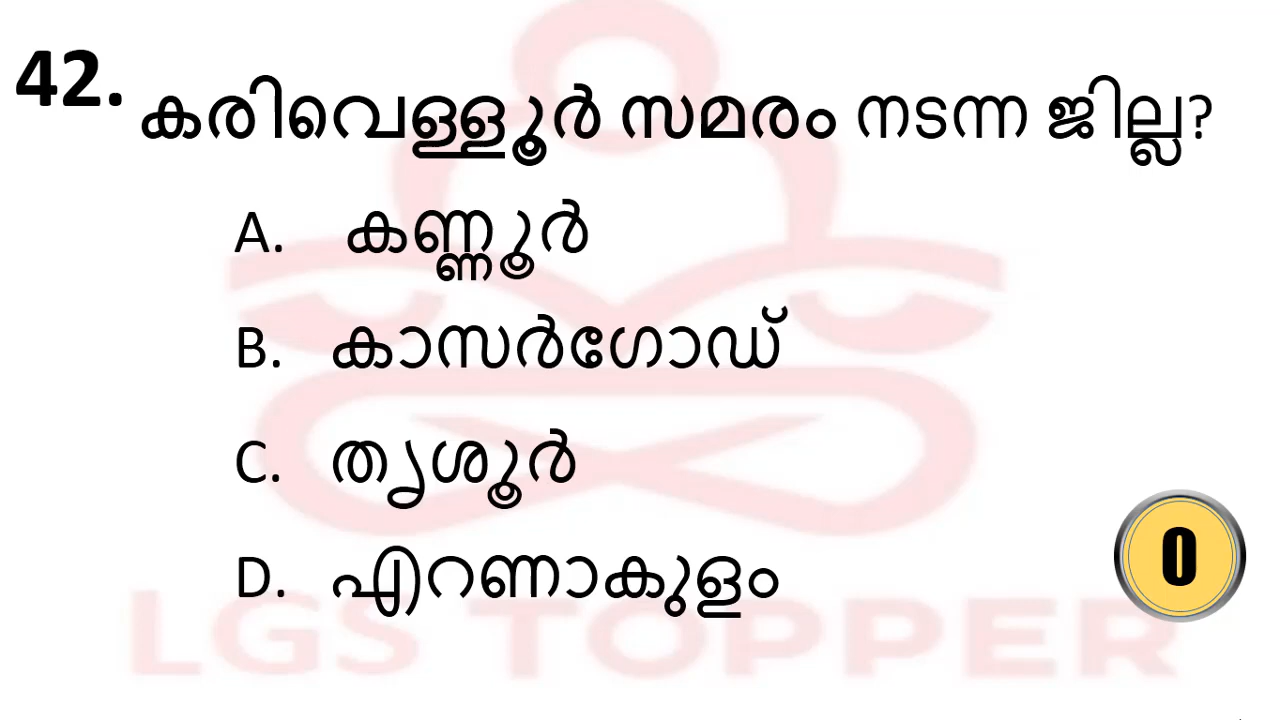 42. കരിവെള്ളൂർ സമരം നടന്ന ജില്ല?
A. കണ്ണൂർ
B. കാസർഗോഡ്
C. തൃശൂർ
D. എറണാകുളം
0
LGS TOPPER